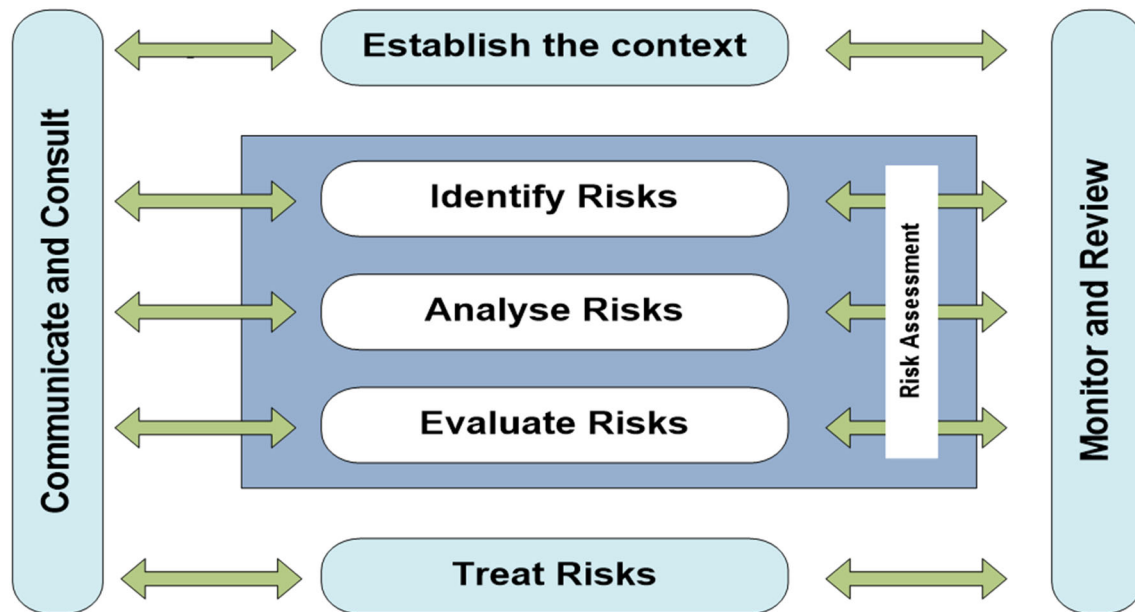 Communicate and Consult
Establish the context
Identify Risks
Analyse Risks
Evaluate Risks
Treat Risks
Risk Assessment
Monitor and Review